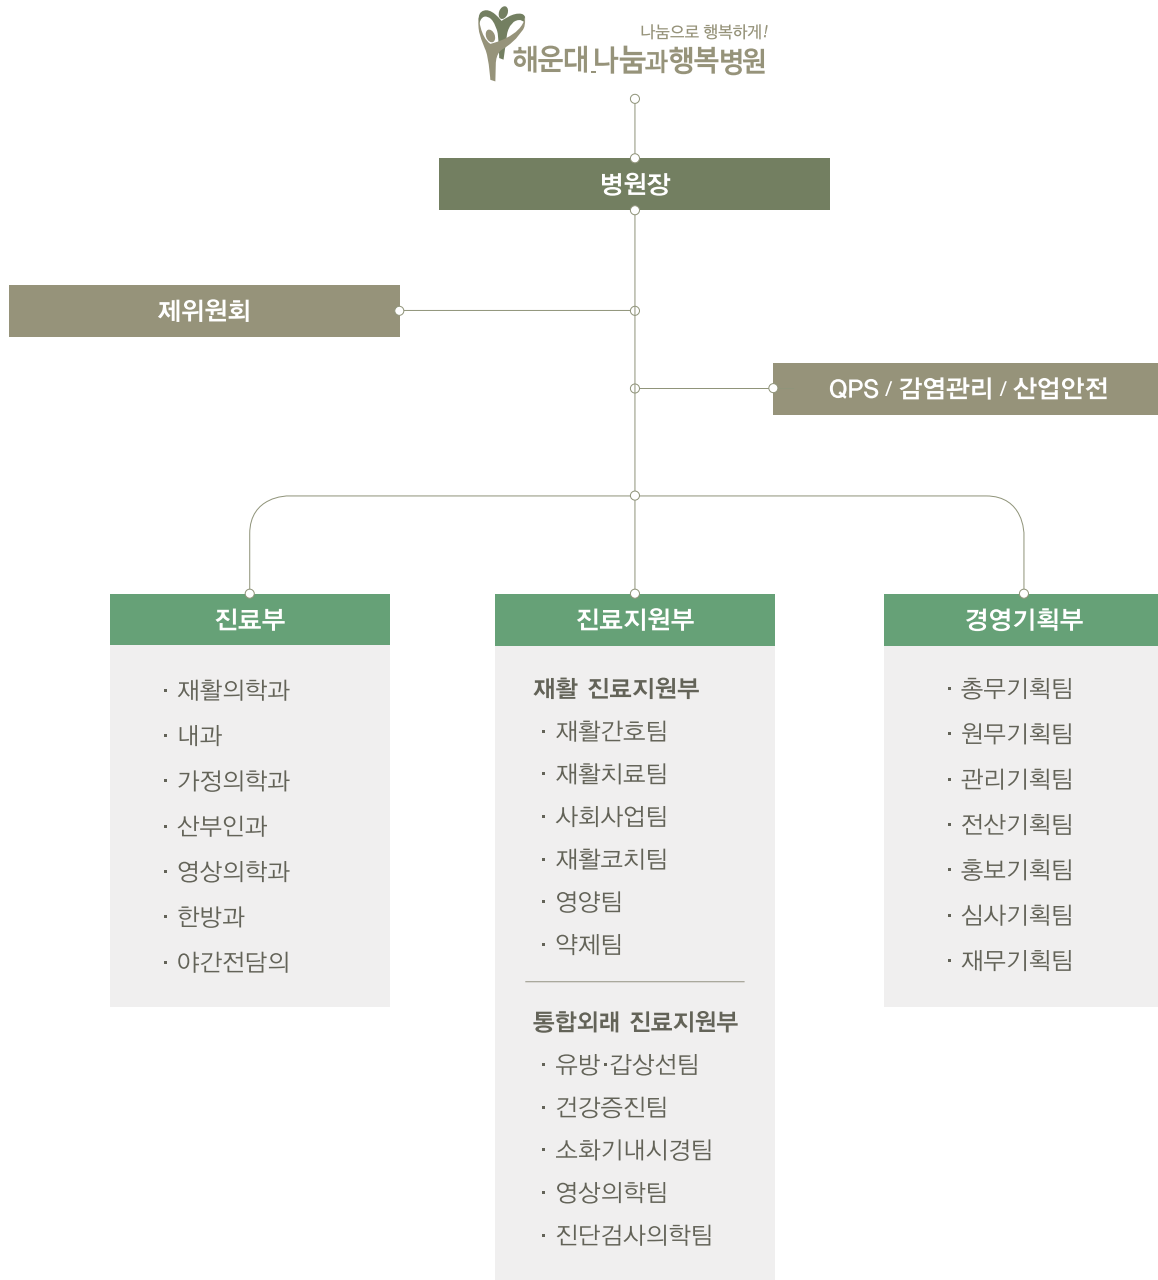 나눔으로 행복하게!
해운대_나눔과행복병원
병원장
제위원회
QPS / 감염관리 / 산업안전
진료부
· 재활의학과
· 내과
· 가정의학과
· 산부인과
· 영상의학과
· 한방과
· 야간전담의
진료지원부
재활 진료지원부
· 재활간호팀
· 재활치료팀
· 사회사업팀
· 재활코치팀
· 영양팀
· 약제팀
통합외래 진료지원부
· 유방·갑상선팀
· 건강증진팀
· 소화기내시경팀
· 영상의학팀
· 진단검사의학팀
경영기획부
· 총무기획팀
· 원무기획팀
· 관리기획팀
· 전산기획팀
· 홍보기획팀
· 심사기획팀
· 재무기획팀